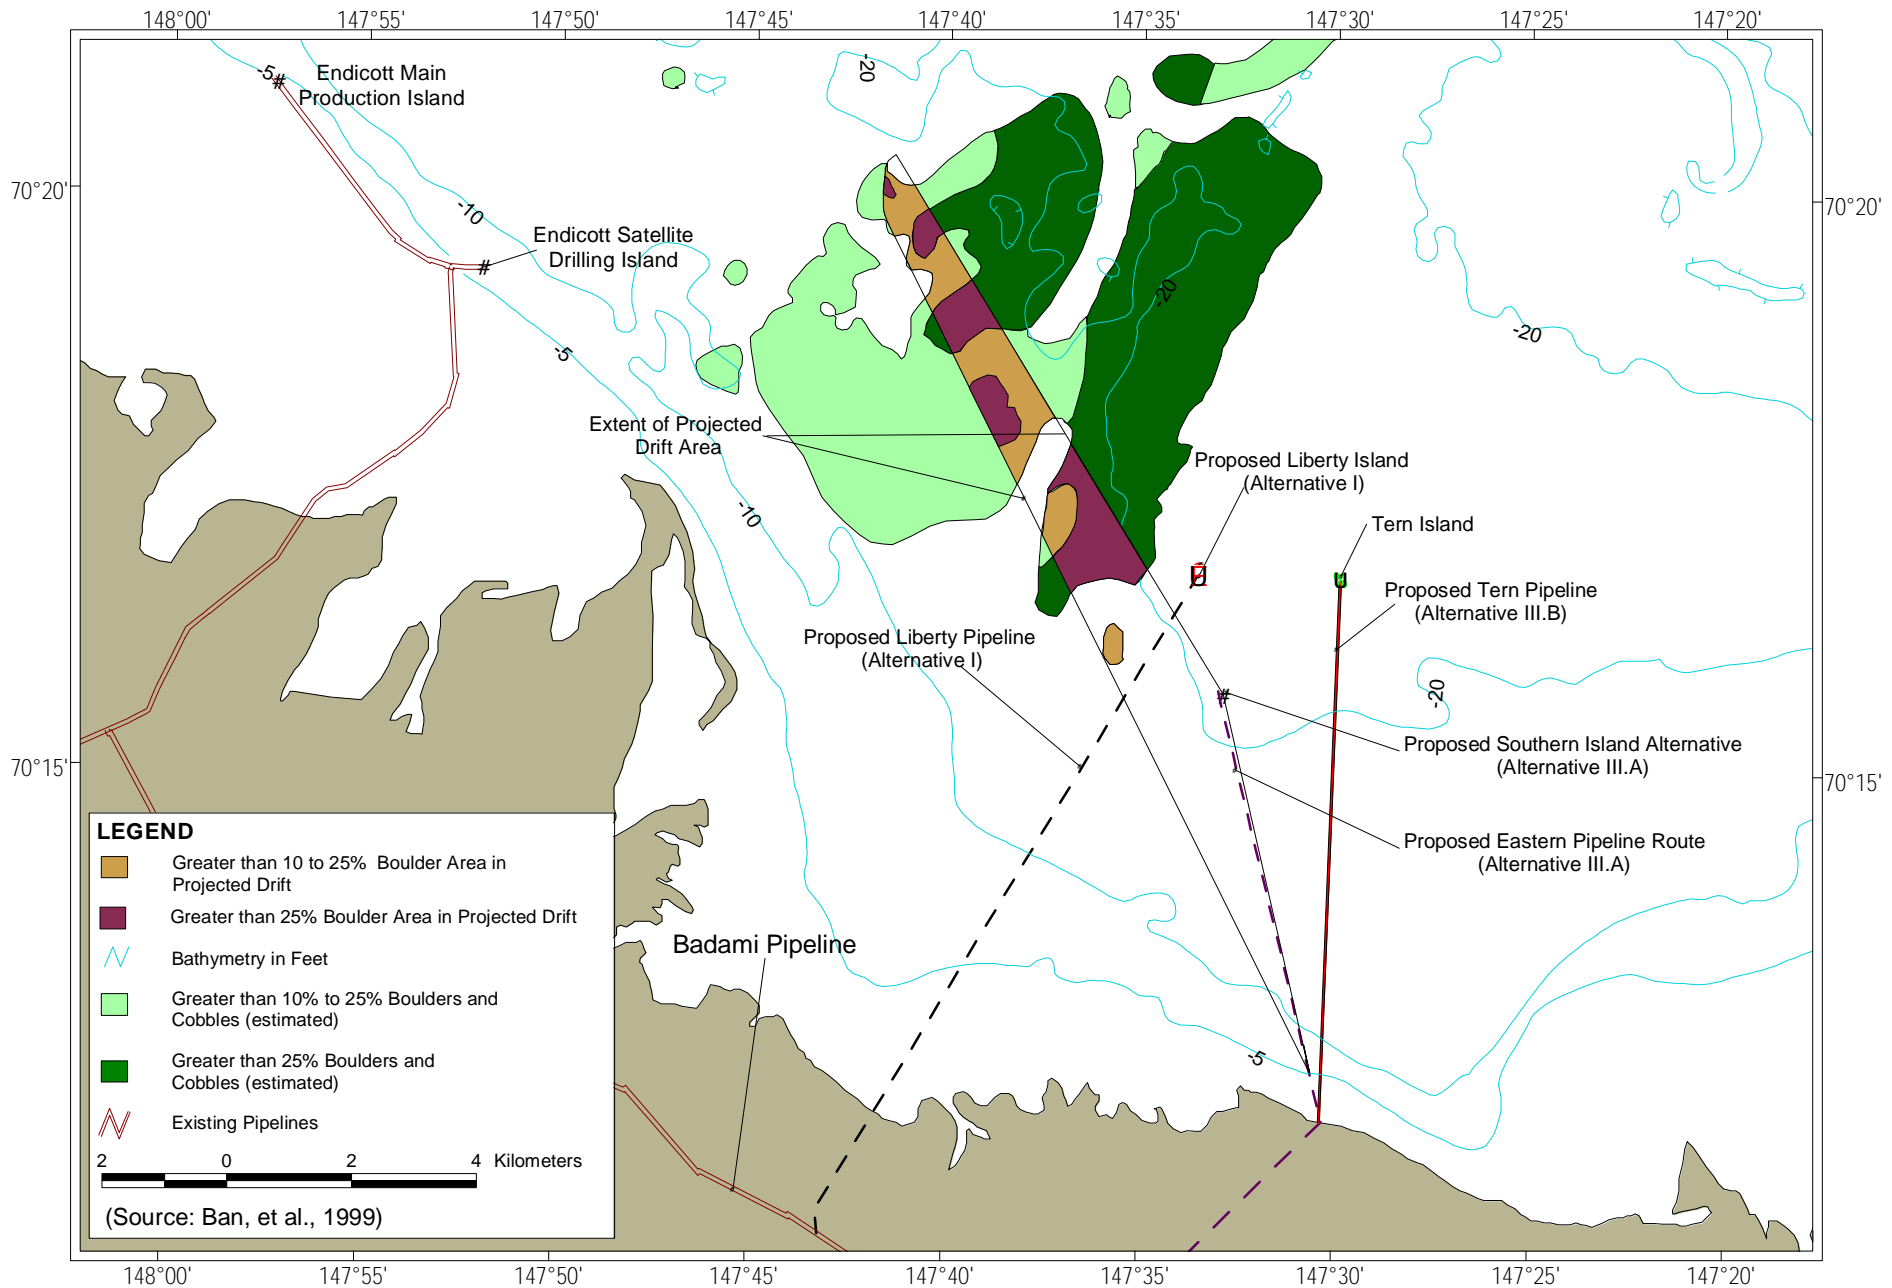 148°00' 147°55' 147°50' 147°45' 147°40' 147°35' 147°30' 147°25' 147°20'
-5
Endicott Main
Production Island
-20
70°20'
70°20'
-10
Endicott Satellite
Drilling Island
-20
-20
-5
Extent of Projected
Drift Area
Proposed Liberty Island
(Alternative I)
-10
Tern Island
Proposed Tern Pipeline
(Alternative III.B)
Proposed Liberty Pipeline
(Alternative I)
-20
Proposed Southern Island Alternative
(Alternative III.A)
70°15'
70°15'
Proposed Eastern Pipeline Route
(Alternative III.A)
LEGEND
Greater than 10 to 25% Boulder Area in
Projected Drift
Greater than 25% Boulder Area in Projected Drift
Bathymetry in Feet
Greater than 10% to 25% Boulders and
Cobbles (estimated)
Greater than 25% Boulders and
Cobbles (estimated)
Existing Pipelines
2 0 2 4 Kilometers
(Source: Ban, et al., 1999)
Badami Pipeline
-5
148°00' 147°55' 147°50' 147°45' 147°40' 147°35' 147°30' 147°25' 147°20'